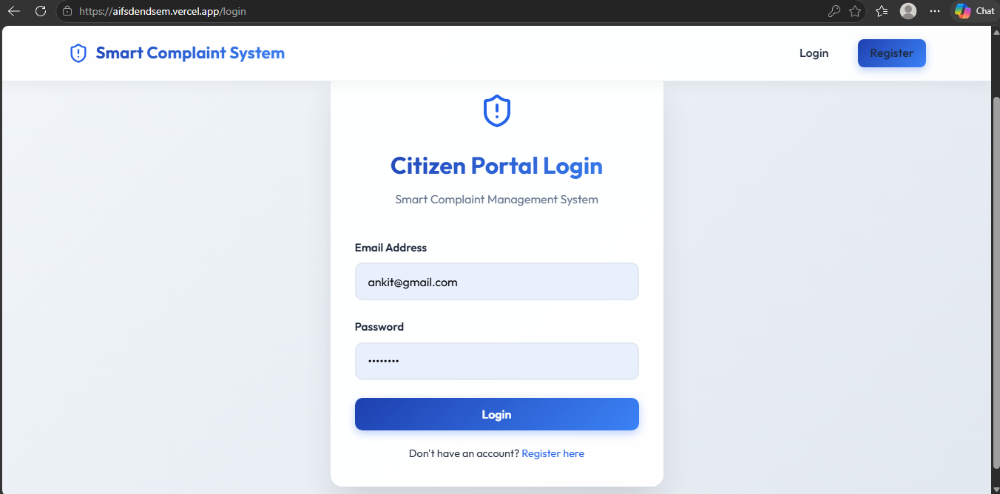 https://aifsdendsem.vercel.app/login
Chat
Smart Complaint System
Login
Register
Citizen Portal Login
Smart Complaint Management System
Email Address
ankit@gmail.com
Password
••••••••
Login
Don't have an account? Register here